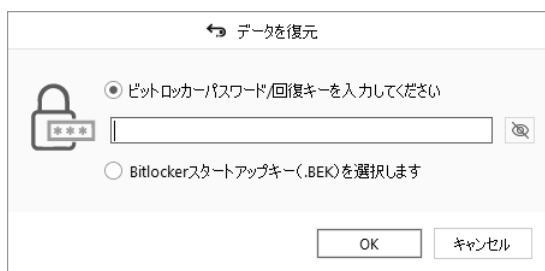 データを復元
ビットロッカーパスワード/回復キーを入力してください
***
Bitlockerスタートアップキー(.BEK)を選択します
OK
キャンセル